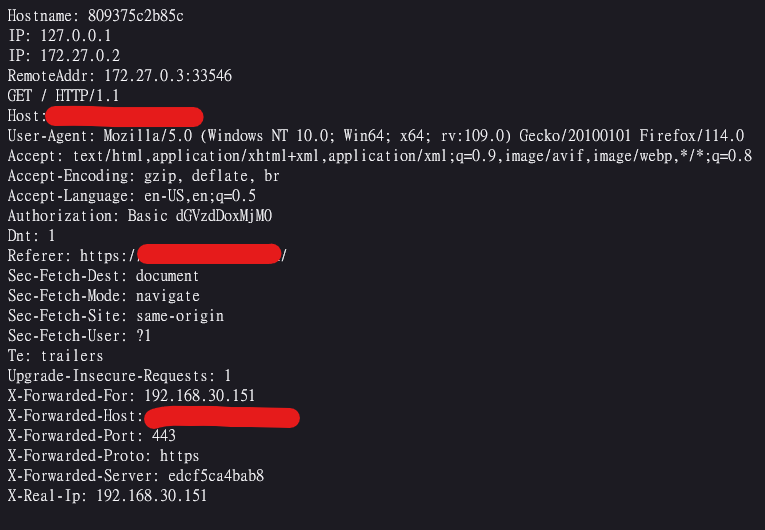 Hostname: 809375c2b85c
IP: 127.0.0.1
IP: 172.27.0.2
RemoteAddr: 172.27.0.3:33546
GET / HTTP/1.1
Host:
User-Agent: Mozilla/5.0 (Windows NT 10.0; Win64; x64; rv:109.0) Gecko/20100101 Firefox/114.0
Accept: text/html,application/xhtml+xml,application/xml;q=0.9,image/avif,image/webp,*/*;q=0.8
Accept-Encoding: gzip, deflate, br
Accept-Language: en-US,en;q=0.5
Authorization: Basic dGVzdDoxMjM0
Dnt: 1
Referer: https:/ /
Sec-Fetch-Dest: document
Sec-Fetch-Mode: navigate
Sec-Fetch-Site: same-origin
Sec-Fetch-User: ?1
Te: trailers
Upgrade-Insecure-Requests: 1
X-Forwarded-For: 192.168.30.151
X-Forwarded-Host:
X-Forwarded-Port: 443
X-Forwarded-Proto: https
X-Forwarded-Server: edcf5ca4bab8
X-Real-Ip: 192.168.30.151